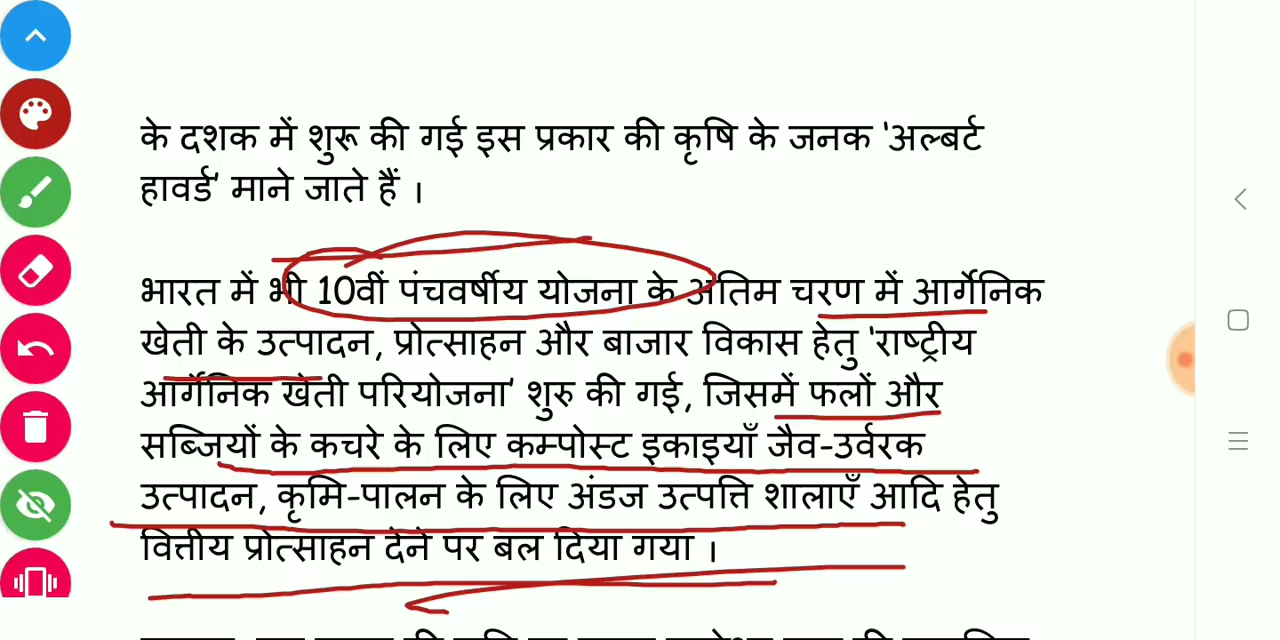 के दशक में शुरू की गई इस प्रकार की कृषि के जनक 'अल्बर्ट
हावर्ड' माने जाते हैं ।
भारत में भी 10वीं पंचवर्षीय योजना के अंतिम चरण में आर्गेनिक
खेती के उत्पादन, प्रोत्साहन और बाजार विकास हेतु 'राष्ट्रीय
आर्गेनिक खेती परियोजना' शुरु की गई, जिसमें फलों और
सब्जियों के कचरे के लिए कम्पोस्ट इकाइयाँ जैव-उर्वरक
उत्पादन, कृमि-पालन के लिए अंडज उत्पत्ति शालाएँ आदि हेतु
वित्तीय प्रोत्साहन देने पर बल दिया गया ।